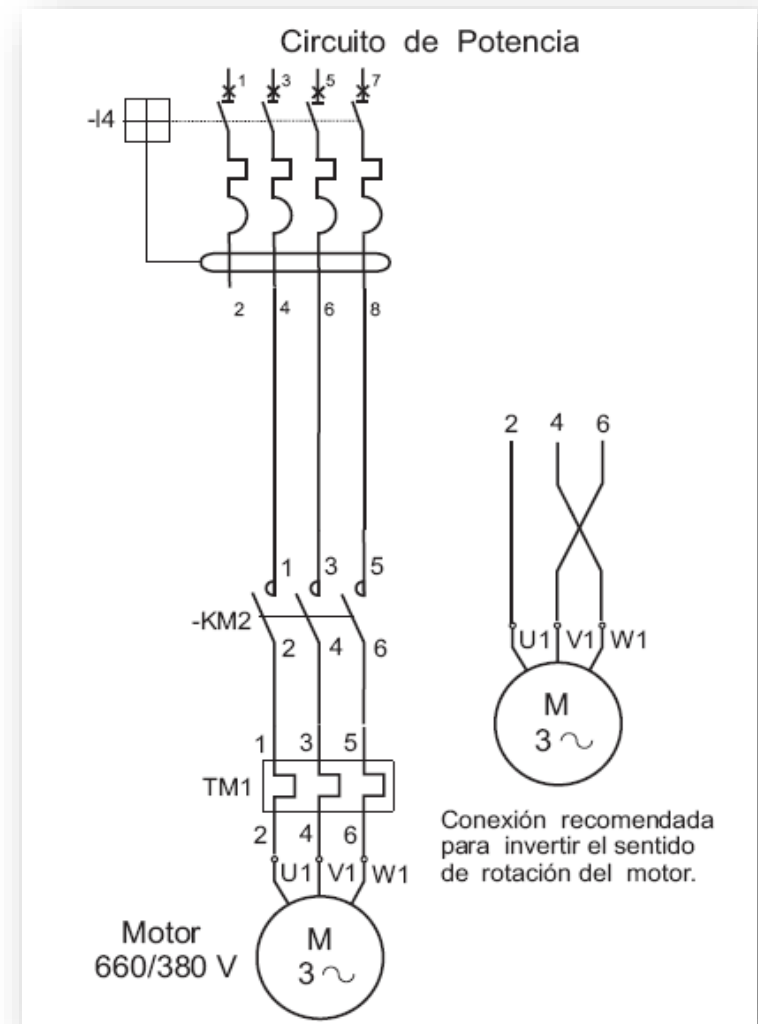 Circuito de Potencia
1 3 5 7
-I4
2 4 6 8
2 4 6
1 3 5
-KM2
2 4 6
U1 V1 W1
M
3 ~
1 3 5
TM1
2 4 6
U1 V1 W1
Conexión recomendada
para invertir el sentido
de rotación del motor.
Motor
660/380 V
M
3 ~